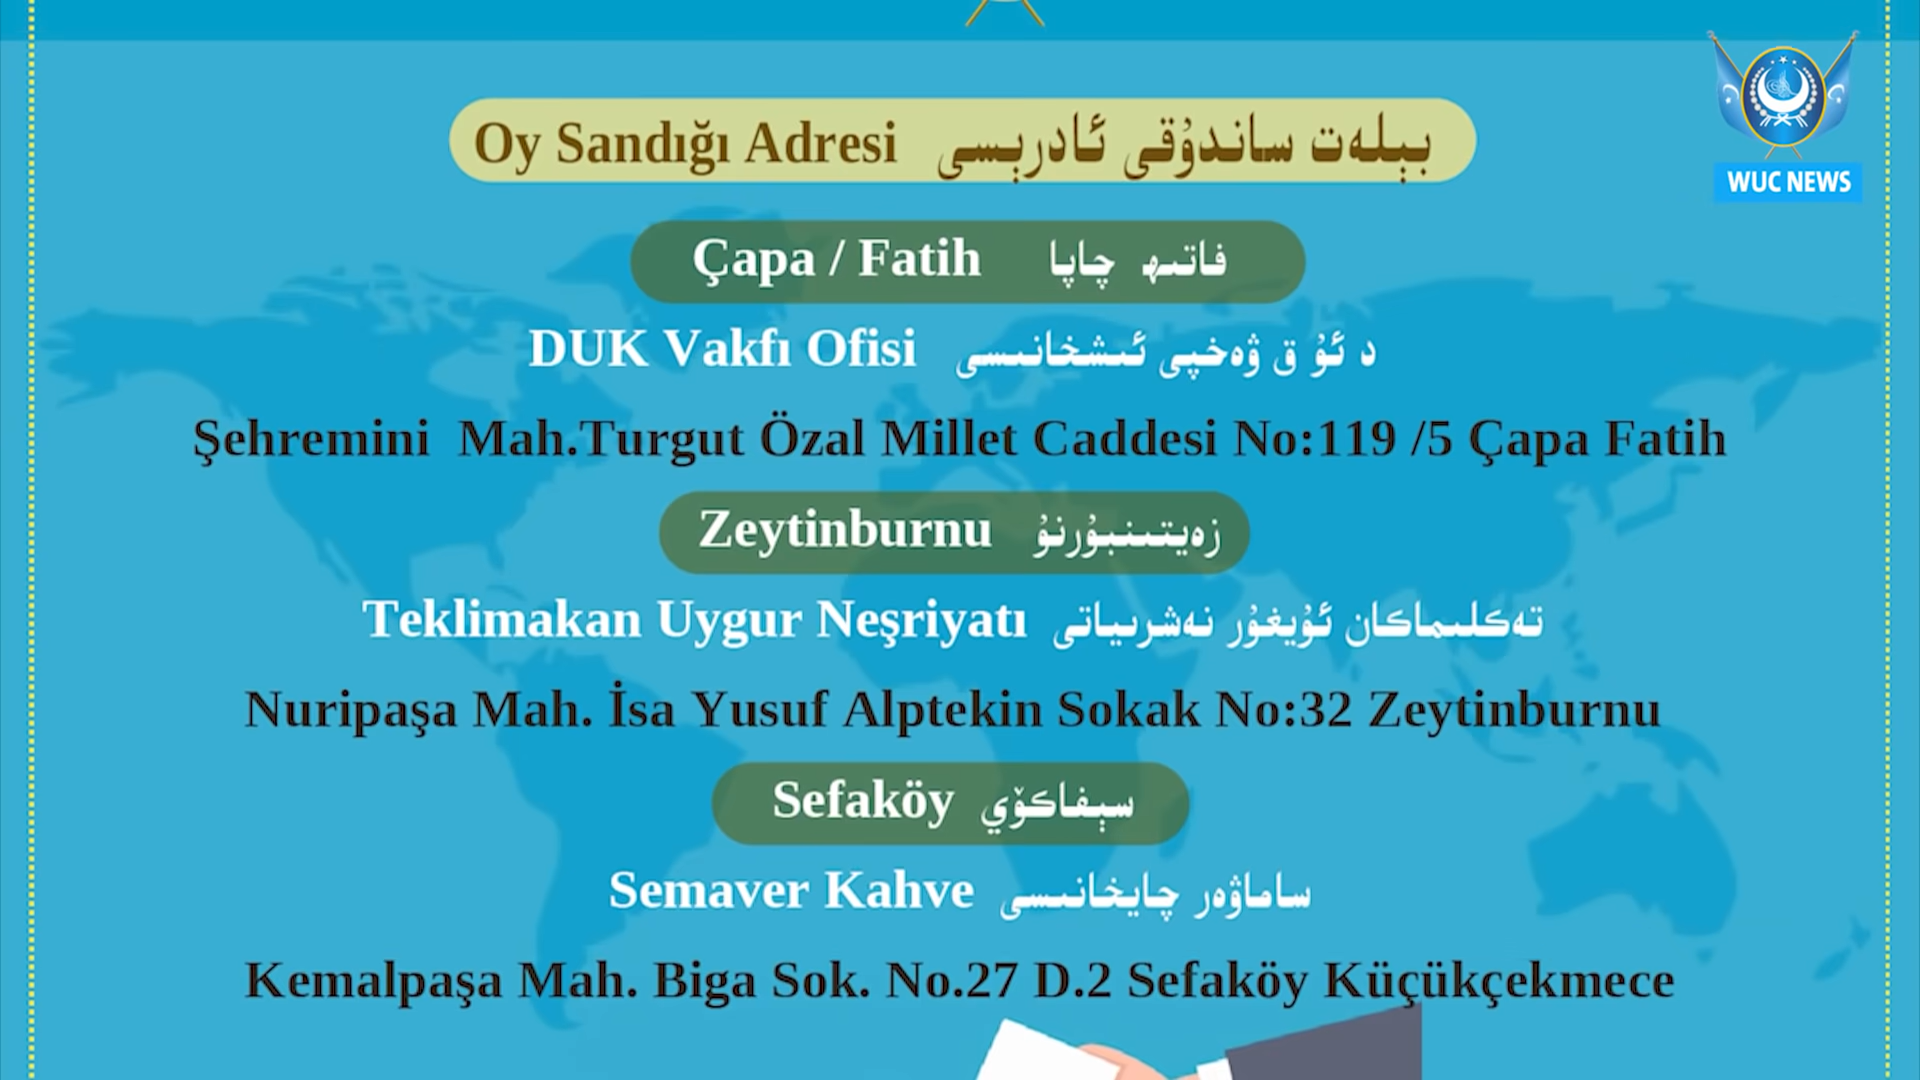 WUC NEWS
Oy Sandığı Adresi بېلەت ساندۇقى ئادرېسى
Çapa / Fatih فاتىھ چاپا
DUK Vakfı Ofisi د ئۇ ق ۋەخپى ئىشخانىسى
Şehremini Mah.Turgut Özal Millet Caddesi No:119 /5 Çapa Fatih
Zeytinburnu زەيتىنبۇرنۇ
Teklimakan Uygur Neşriyatı تەكلىماكان ئۇيغۇر نەشرىياتى
Nuripaşa Mah. İsa Yusuf Alptekin Sokak No:32 Zeytinburnu
Sefaköy سېفاكۆي
Semaver Kahve ساماۋەر چايخانىسى
Kemalpaşa Mah. Biga Sok. No.27 D.2 Sefaköy Küçükçekmece